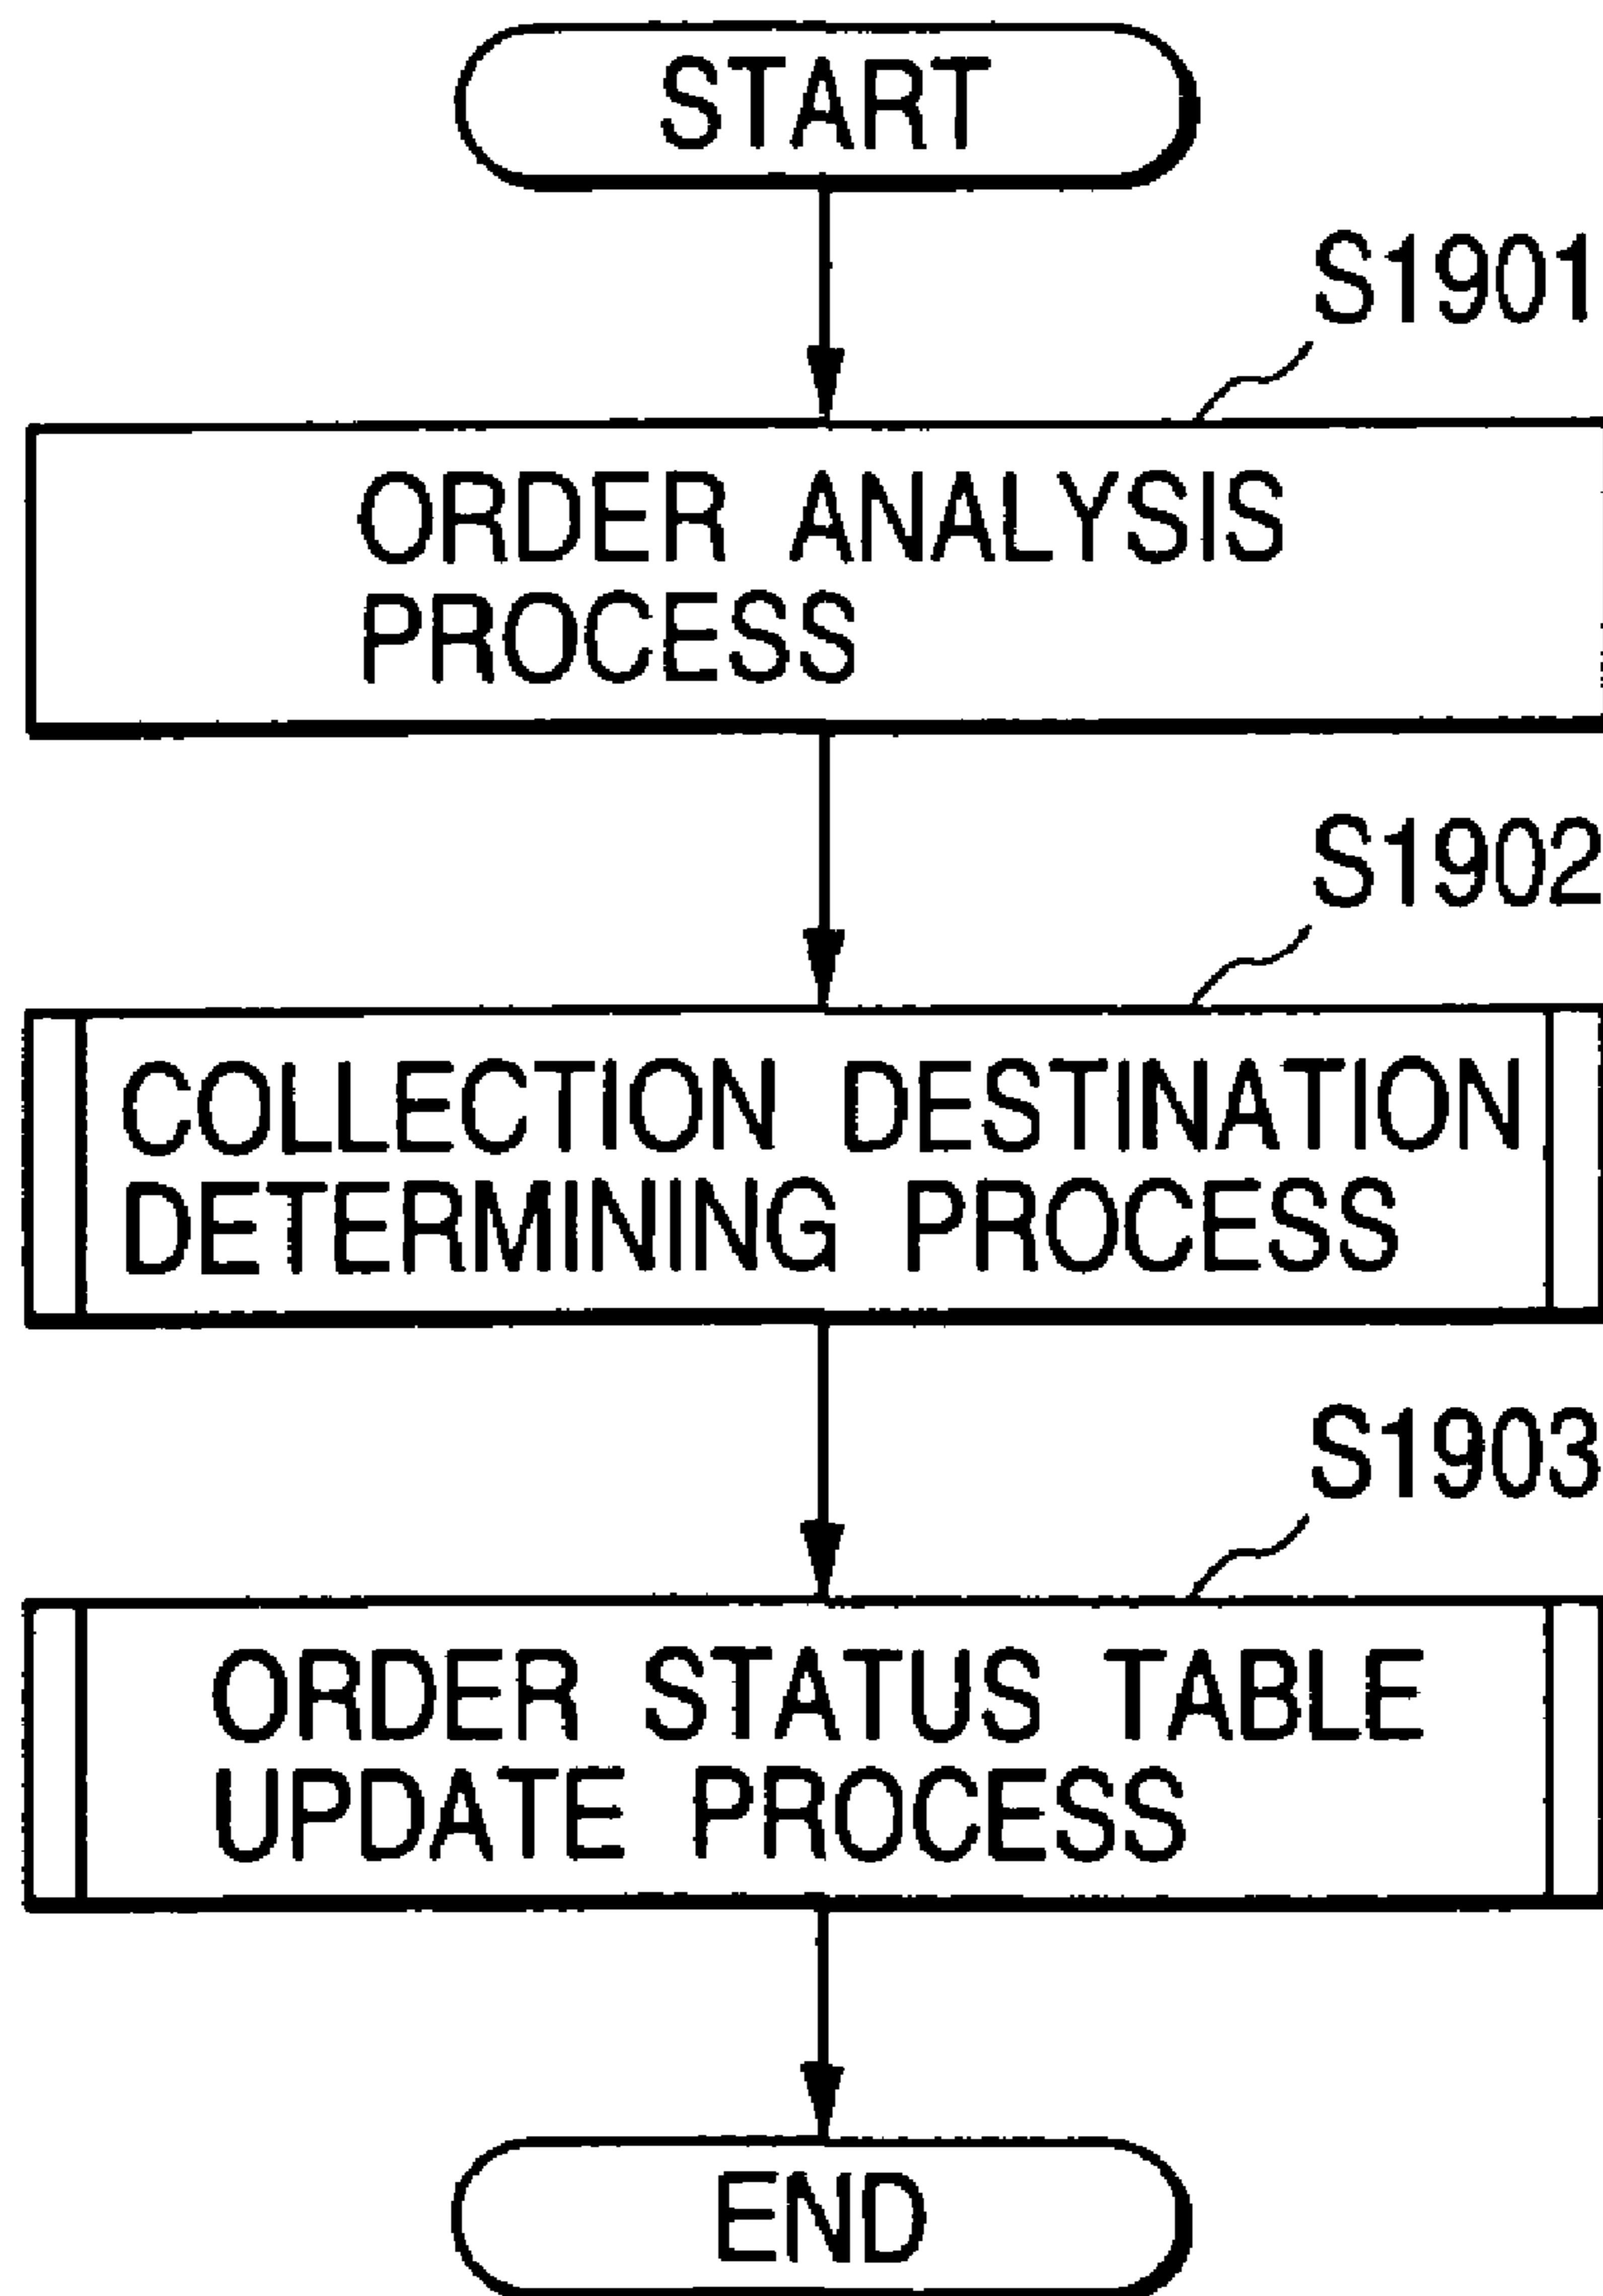 START
S1901
ORDER ANALYSIS
PROCESS
S1902
COLLECTION DESTINATION
DETERMINING PROCESS
S1903
ORDER STATUS TABLE
UPDATE PROCESS
END